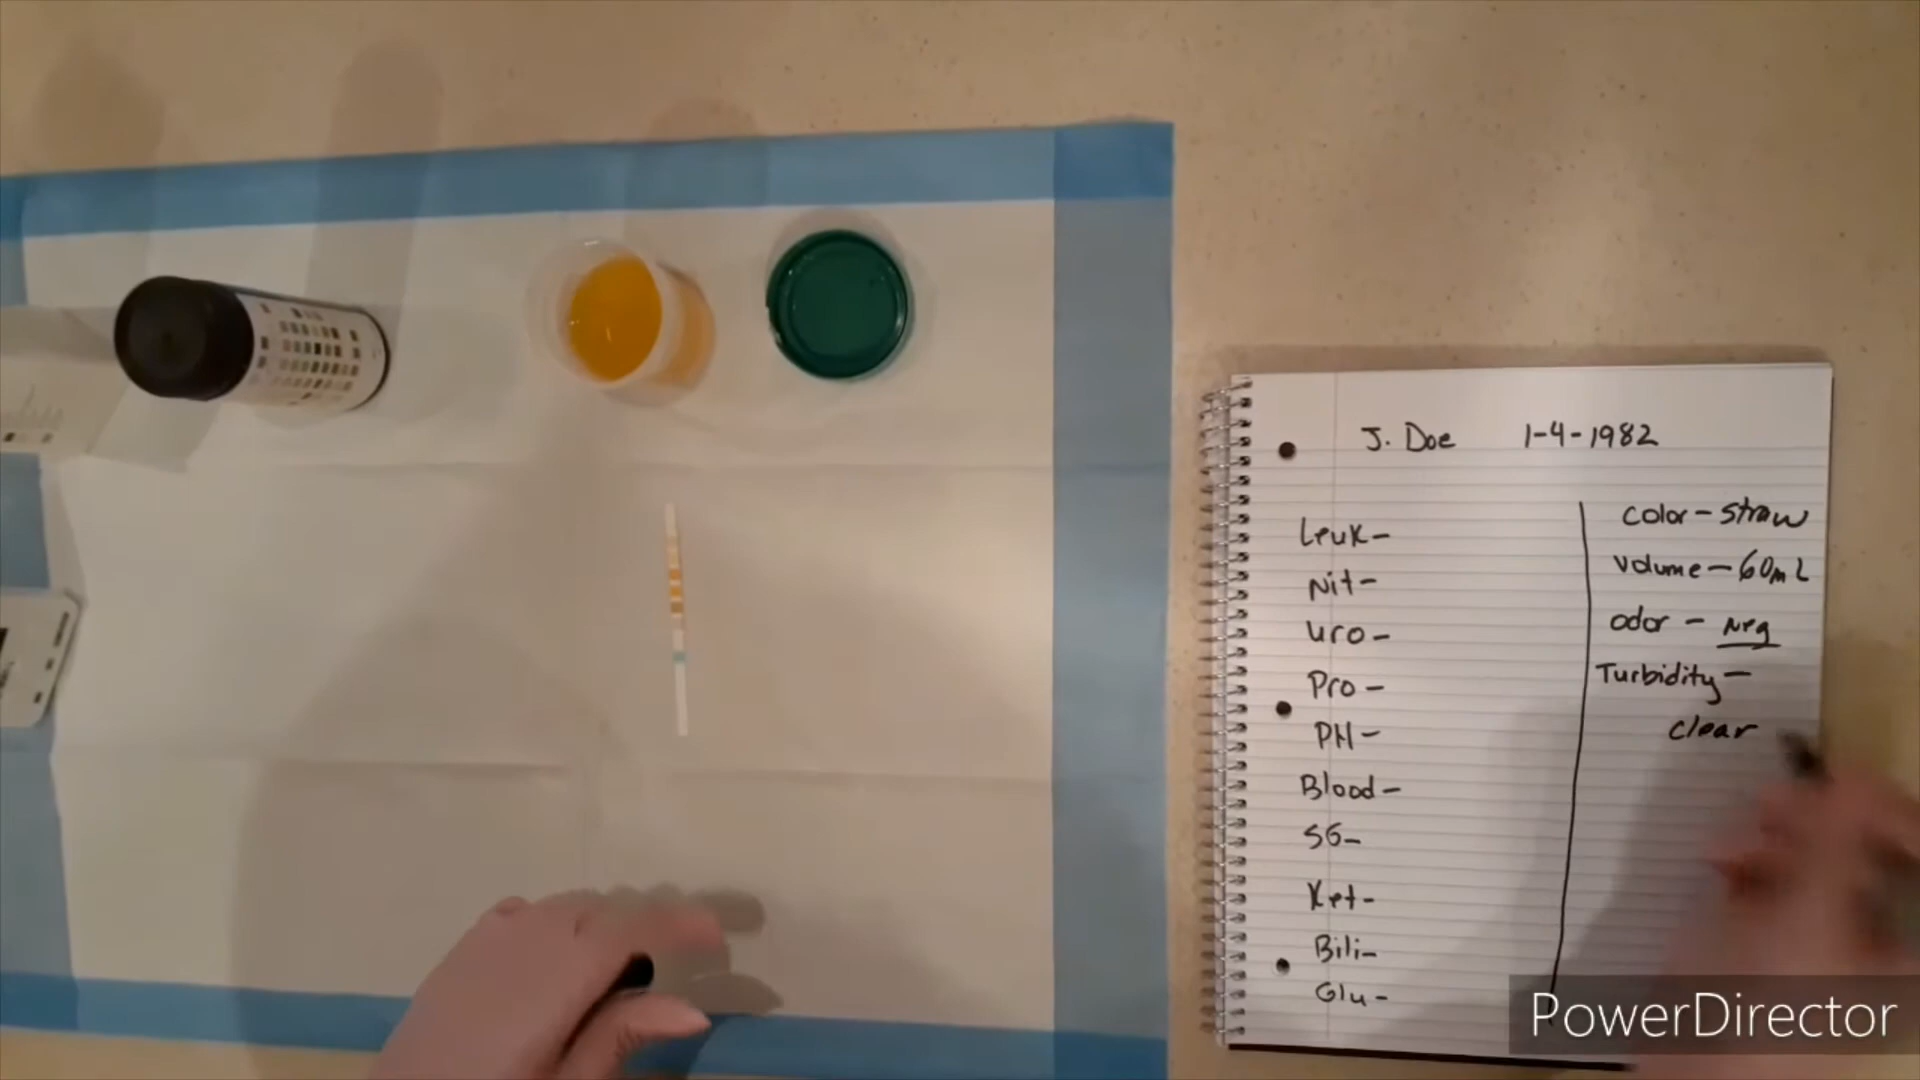 J. Doe 1-4-1982
Leuk-
Nit-
uro-
Pro-
PH-
Blood-
SG-
Ket-
Bili-
Glu-
color-straw
volume-60mL
odor - Neg
Turbidity-
clear
PowerDirector